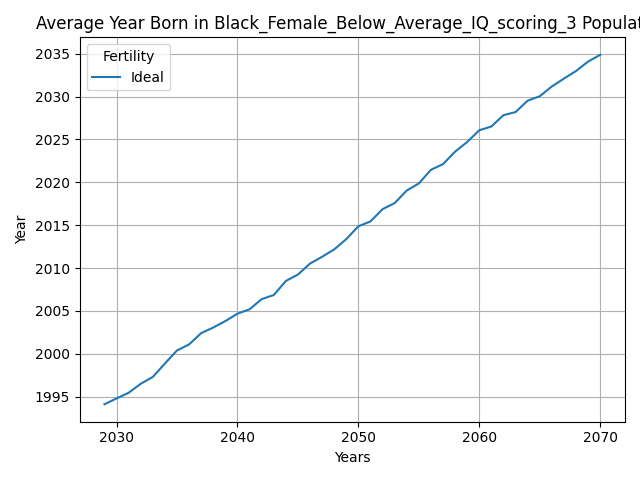 Average Year Born in Black_Female_Below_Average_IQ_scoring_3 Populat
Fertility
Ideal
2035
2030
2025
2020
2015
2010
2005
2000
1995
Year
2030 2040 2050 2060 2070
Years